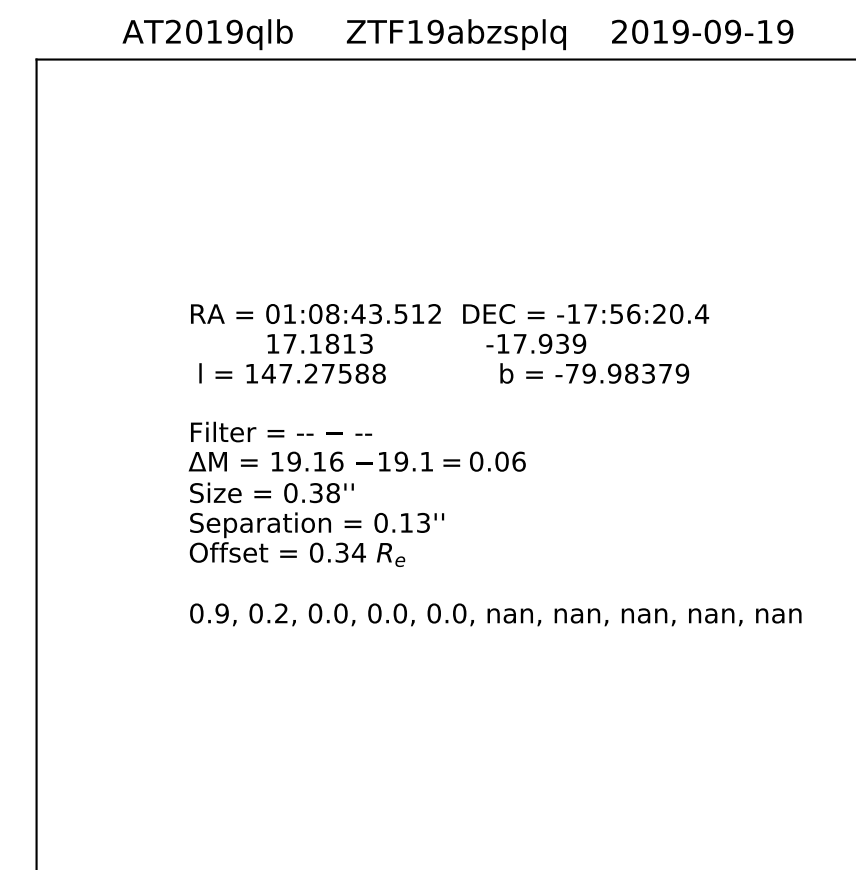 AT2019qlb ZTF19abzsplq 2019-09-19
RA = 01:08:43.512 DEC = -17:56:20.4
17.1813 -17.939
l = 147.27588 b = -79.98379
Filter = -- − --
ΔM = 19.16 −19.1 = 0.06
Size = 0.38''
Separation = 0.13''
Offset = 0.34 Rₑ
0.9, 0.2, 0.0, 0.0, 0.0, nan, nan, nan, nan, nan